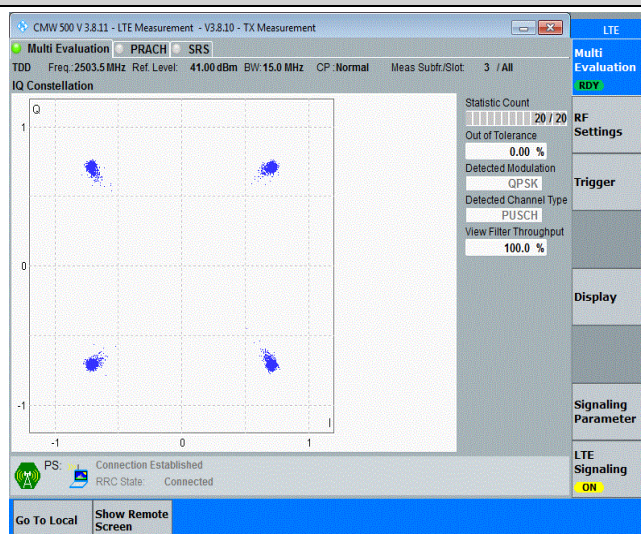 CMW 500 V 3.8.11 - LTE Measurement - V3.8.10 - TX Measurement
LTE
Multi Evaluation PRACH SRS
Multi
Evaluation
RDY
TDD Freq.:2503.5 MHz Ref. Level: 41.00 dBm BW:15.0 MHz CP :Normal Meas Subfr./Slot: 3 / All
IQ Constellation
Q
1
0
-1
-1 0 1
I
Statistic Count
20 / 20
Out of Tolerance
0.00 %
Detected Modulation
QPSK
Detected Channel Type
PUSCH
View Filter Throughput
100.0 %
RF
Settings
Trigger
Display
Signaling
Parameter
LTE
Signaling
ON
PS: Connection Established
RRC State: Connected
Go To Local
Show Remote
Screen